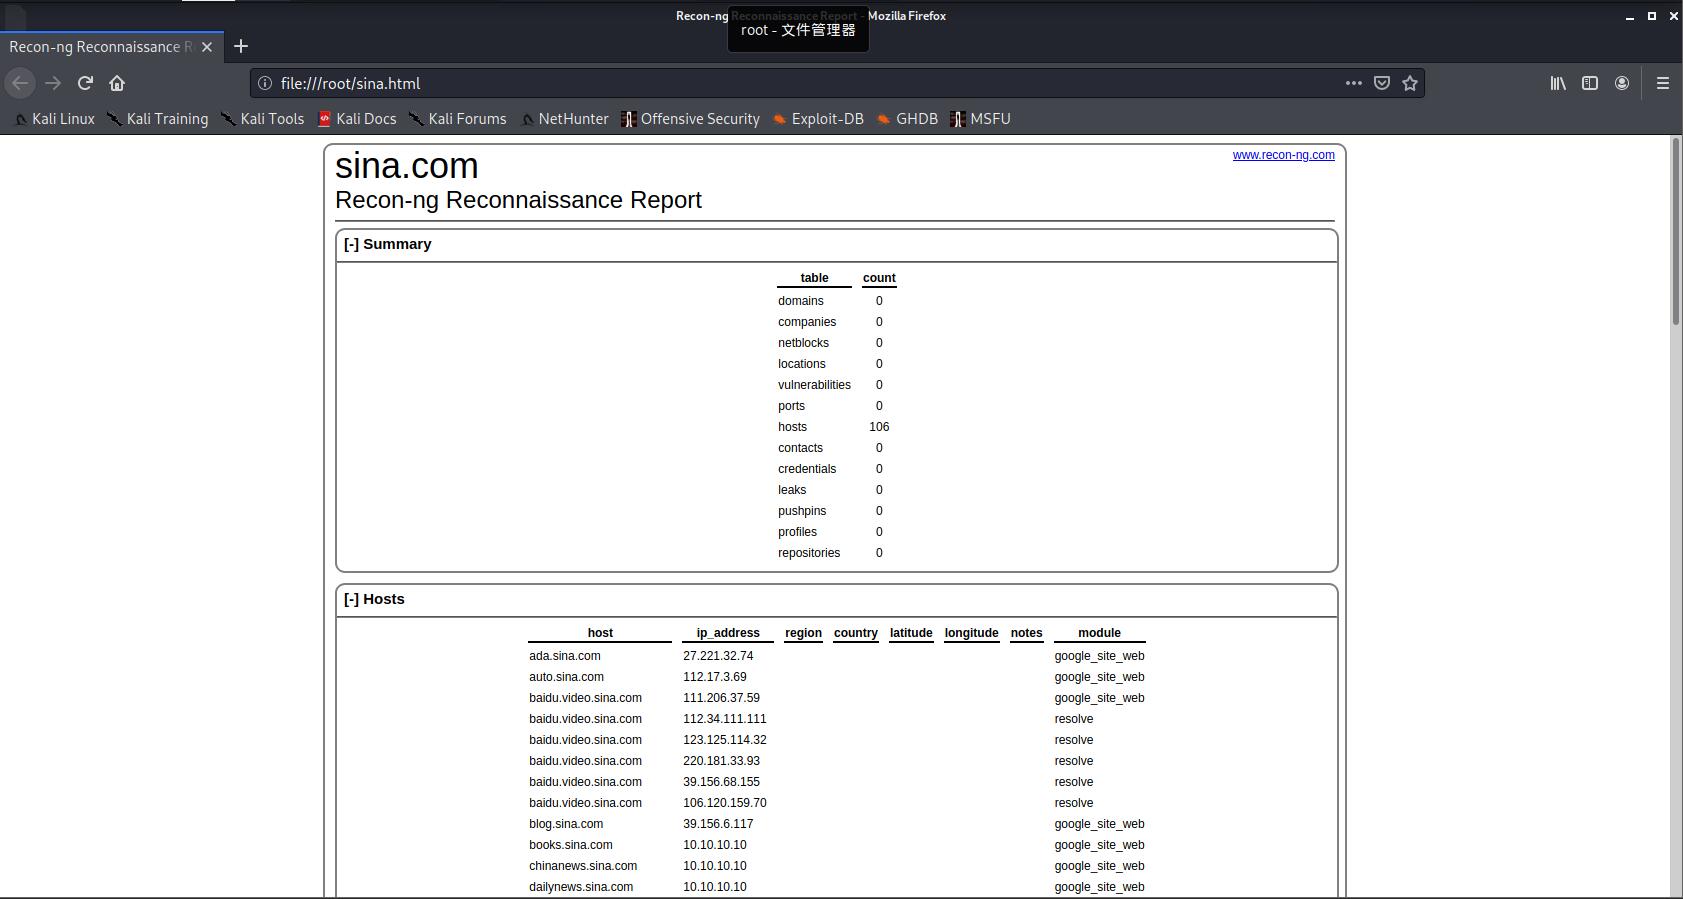 Recon-ng Reconnaissance Report - Mozilla Firefox
root - 文件管理器
Recon-ng Reconnaissance R
file:///root/sina.html
Kali Linux Kali Training Kali Tools Kali Docs Kali Forums NetHunter Offensive Security Exploit-DB GHDB MSFU
sina.com
www.recon-ng.com
Recon-ng Reconnaissance Report
[-] Summary
table count
domains 0
companies 0
netblocks 0
locations 0
vulnerabilities 0
ports 0
hosts 106
contacts 0
credentials 0
leaks 0
pushpins 0
profiles 0
repositories 0
[-] Hosts
host ip_address region country latitude longitude notes module
ada.sina.com 27.221.32.74 google_site_web
auto.sina.com 112.17.3.69 google_site_web
baidu.video.sina.com 111.206.37.59 google_site_web
baidu.video.sina.com 112.34.111.111 resolve
baidu.video.sina.com 123.125.114.32 resolve
baidu.video.sina.com 220.181.33.93 resolve
baidu.video.sina.com 39.156.68.155 resolve
baidu.video.sina.com 106.120.159.70 resolve
blog.sina.com 39.156.6.117 google_site_web
books.sina.com 10.10.10.10 google_site_web
chinanews.sina.com 10.10.10.10 google_site_web
dailynews.sina.com 10.10.10.10 google_site_web